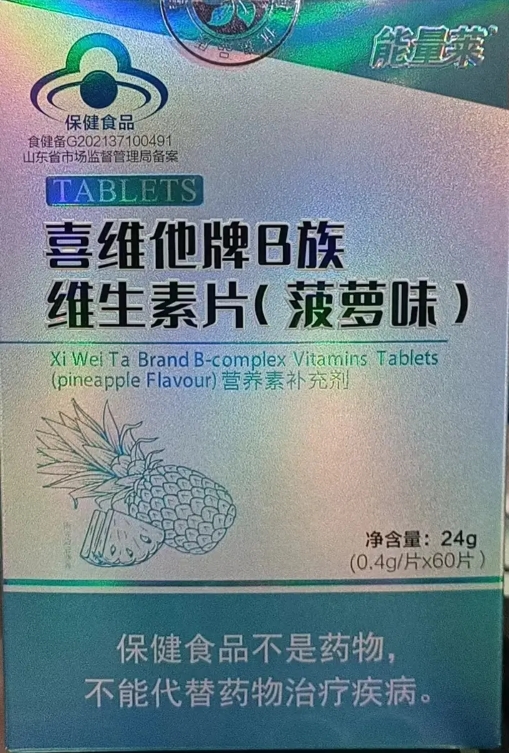 能量莱
保健食品
食健备G202137100491
山东省市场监督管理局备案
TABLETS
喜维他牌B族
维生素片(菠萝味)
Xi Wei Ta Brand B-complex Vitamins Tablets
(pineapple Flavour)营养素补充剂
净含量：24g
(0.4g/片x60片)
保健食品不是药物，
不能代替药物治疗疾病。